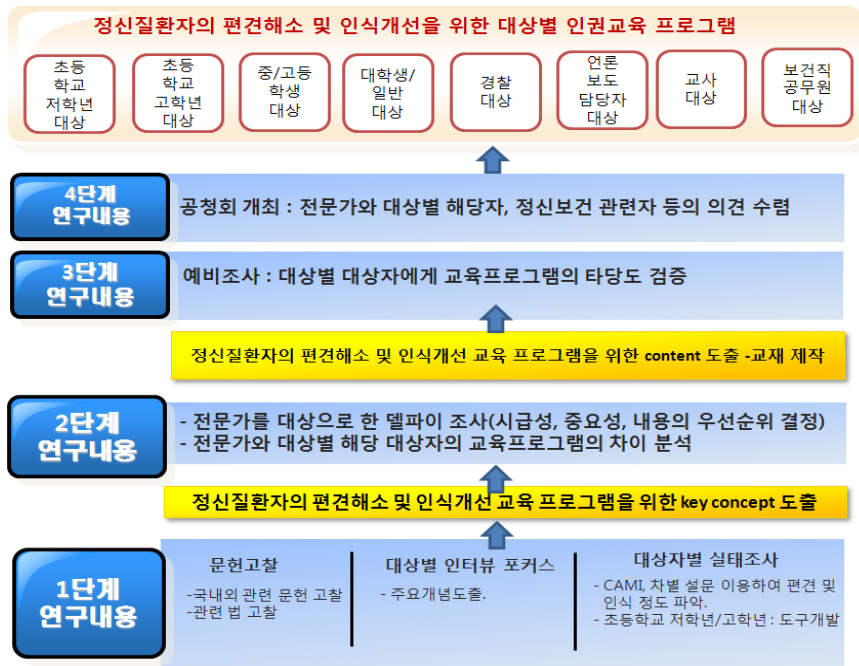 정신질환자의 편견해소 및 인식개선을 위한 대상별 인권교육 프로그램
초등
학교
저학년
대상
초등
학교
고학년
대상
중/고등
학생
대상
대학생/
일반
대상
경찰
대상
언론
보도
담당자
대상
교사
대상
보건직
공무원
대상
4단계
연구내용
공청회 개최 : 전문가와 대상별 해당자, 정신보건 관련자 등의 의견 수렴
3단계
연구내용
예비조사 : 대상별 대상자에게 교육프로그램의 타당도 검증
정신질환자의 편견해소 및 인식개선 교육 프로그램을 위한 content 도출 -교재 제작
2단계
연구내용
- 전문가를 대상으로 한 델파이 조사(시급성, 중요성, 내용의 우선순위 결정)
- 전문가와 대상별 해당 대상자의 교육프로그램의 차이 분석
정신질환자의 편견해소 및 인식개선 교육 프로그램을 위한 key concept 도출
1단계
연구내용
문헌고찰
-국내외 관련 문헌 고찰
-관련 법 고찰
대상별 인터뷰 포커스
- 주요개념도출.
대상자별 실태조사
- CAMI, 차별 설문 이용하여 편견 및
인식 정도 파악.
- 초등학교 저학년/고학년 : 도구개발